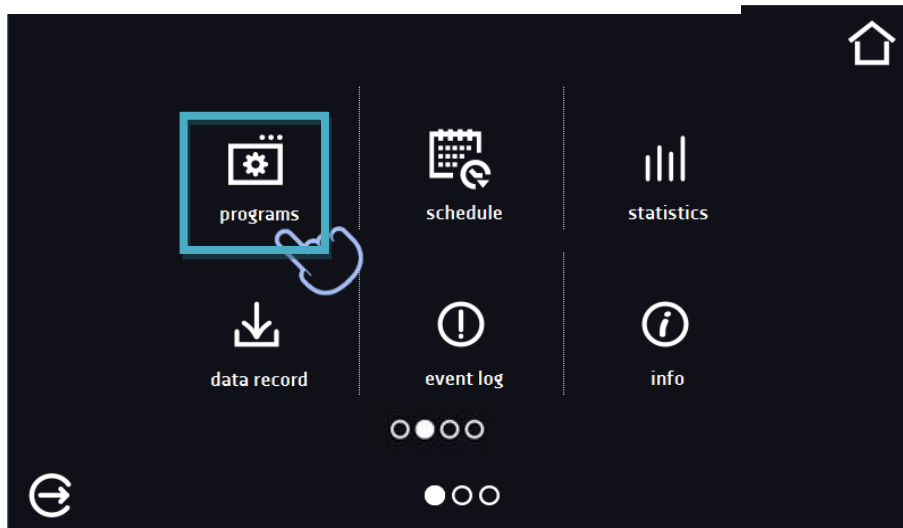 programs
schedule
statistics
data record
event log
info